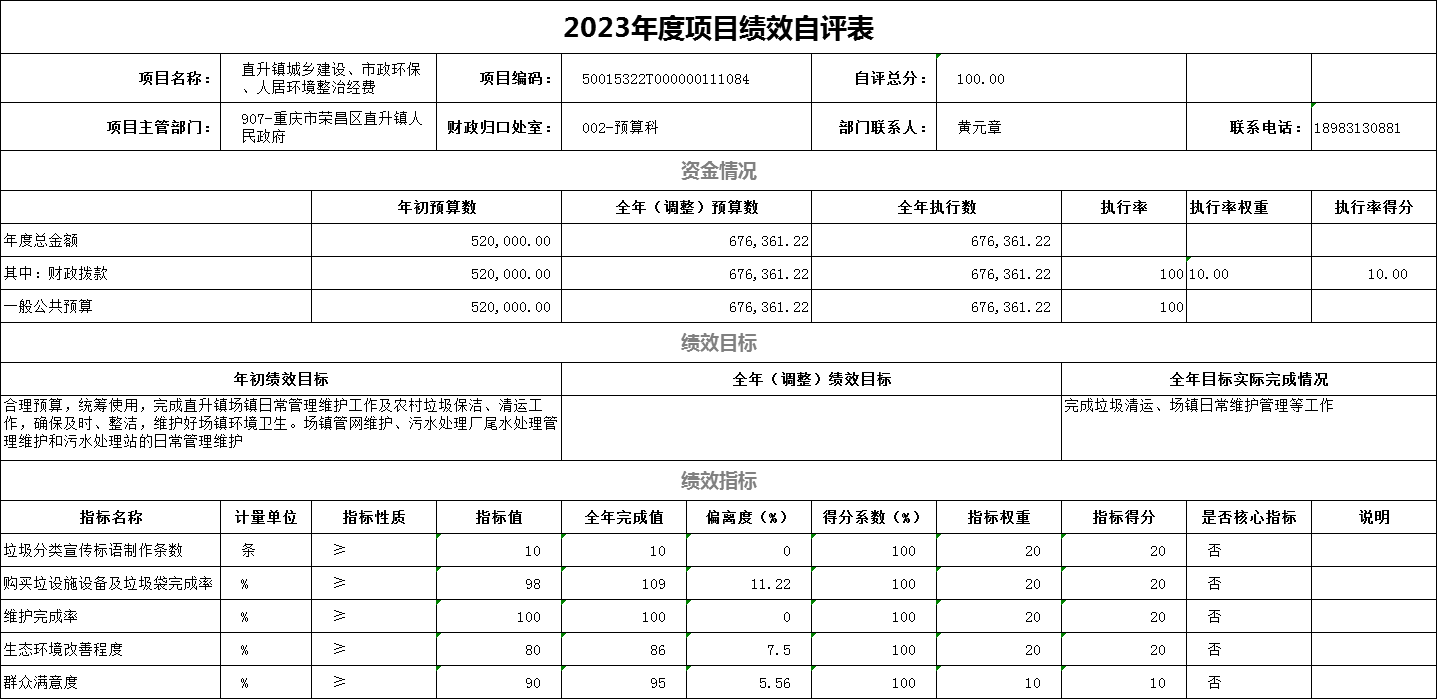 2023年度项目绩效自评表
项目名称: 直升镇城乡建设、市政环保 项目编码: 50015322T000000111084 自评总分: 100.00
、人居环境整治经费
项目主管部门: 907-重庆市荣昌区直升镇人 财政归口处室: 002-预算科 部门联系人: 黄元章 联系电话: 18983130881
民政府
资金情况
年初预算数 全年（调整）预算数 全年执行数 执行率 执行率权重 执行率得分
年度总金额 520,000.00 676,361.22 676,361.22
其中：财政拨款 520,000.00 676,361.22 676,361.22 100 10.00 10.00
一般公共预算 520,000.00 676,361.22 676,361.22 100
绩效目标
年初绩效目标 全年（调整）绩效目标 全年目标实际完成情况
合理预算，统筹使用，完成直升镇场镇日常管理维护工作及农村垃圾保洁、清运工 完成垃圾清运、场镇日常维护管理等工作
作，确保及时、整洁，维护好场镇环境卫生。场镇管网维护、污水处理厂尾水处理管
理维护和污水处理站的日常管理维护
绩效指标
指标名称 计量单位 指标性质 指标值 全年完成值 偏离度（%） 得分系数（%） 指标权重 指标得分 是否核心指标 说明
垃圾分类宣传标语制作条数 条 ≥ 10 10 0 100 20 20 否
购买垃设施设备及垃圾袋完成率 % ≥ 98 109 11.22 100 20 20 否
维护完成率 % ≥ 100 100 0 100 20 20 否
生态环境改善程度 % ≥ 80 86 7.5 100 20 20 否
群众满意度 % ≥ 90 95 5.56 100 10 10 否